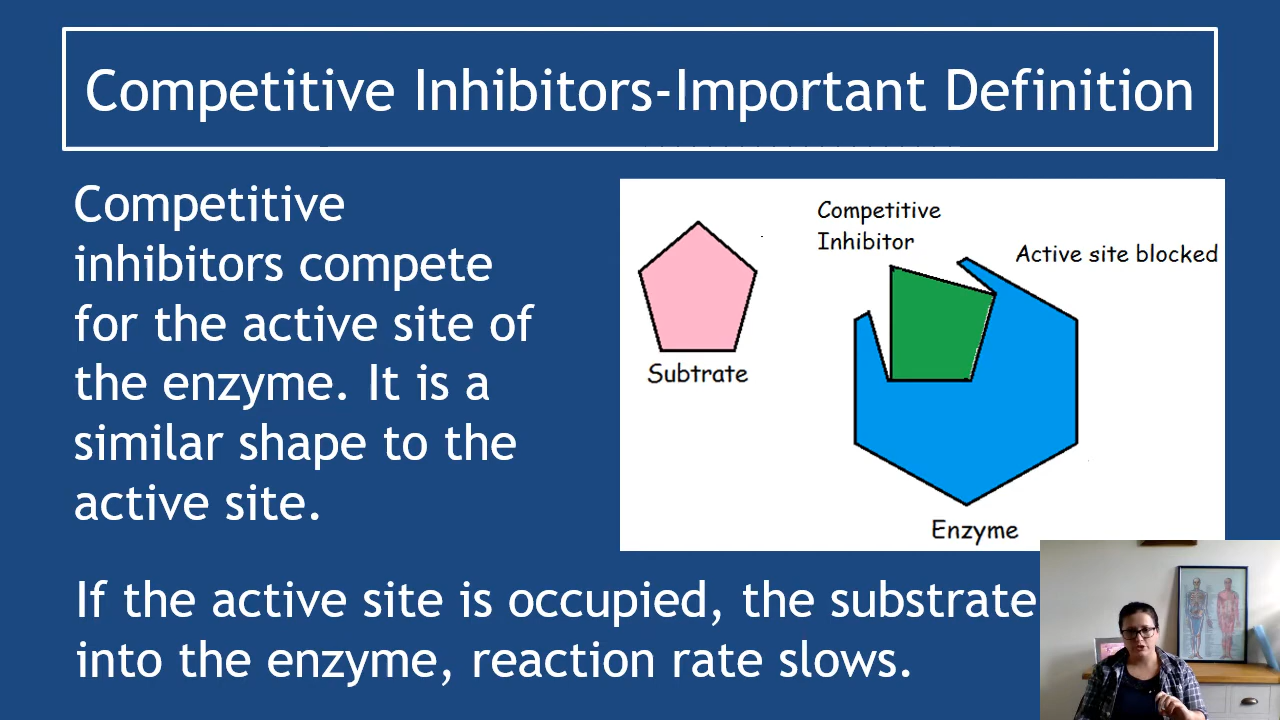 Competitive Inhibitors-Important Definition
Competitive
inhibitors compete
for the active site of
the enzyme. It is a
similar shape to the
active site.
Competitive
Inhibitor
Active site blocked
Subtrate
Enzyme
If the active site is occupied, the substrate
into the enzyme, reaction rate slows.